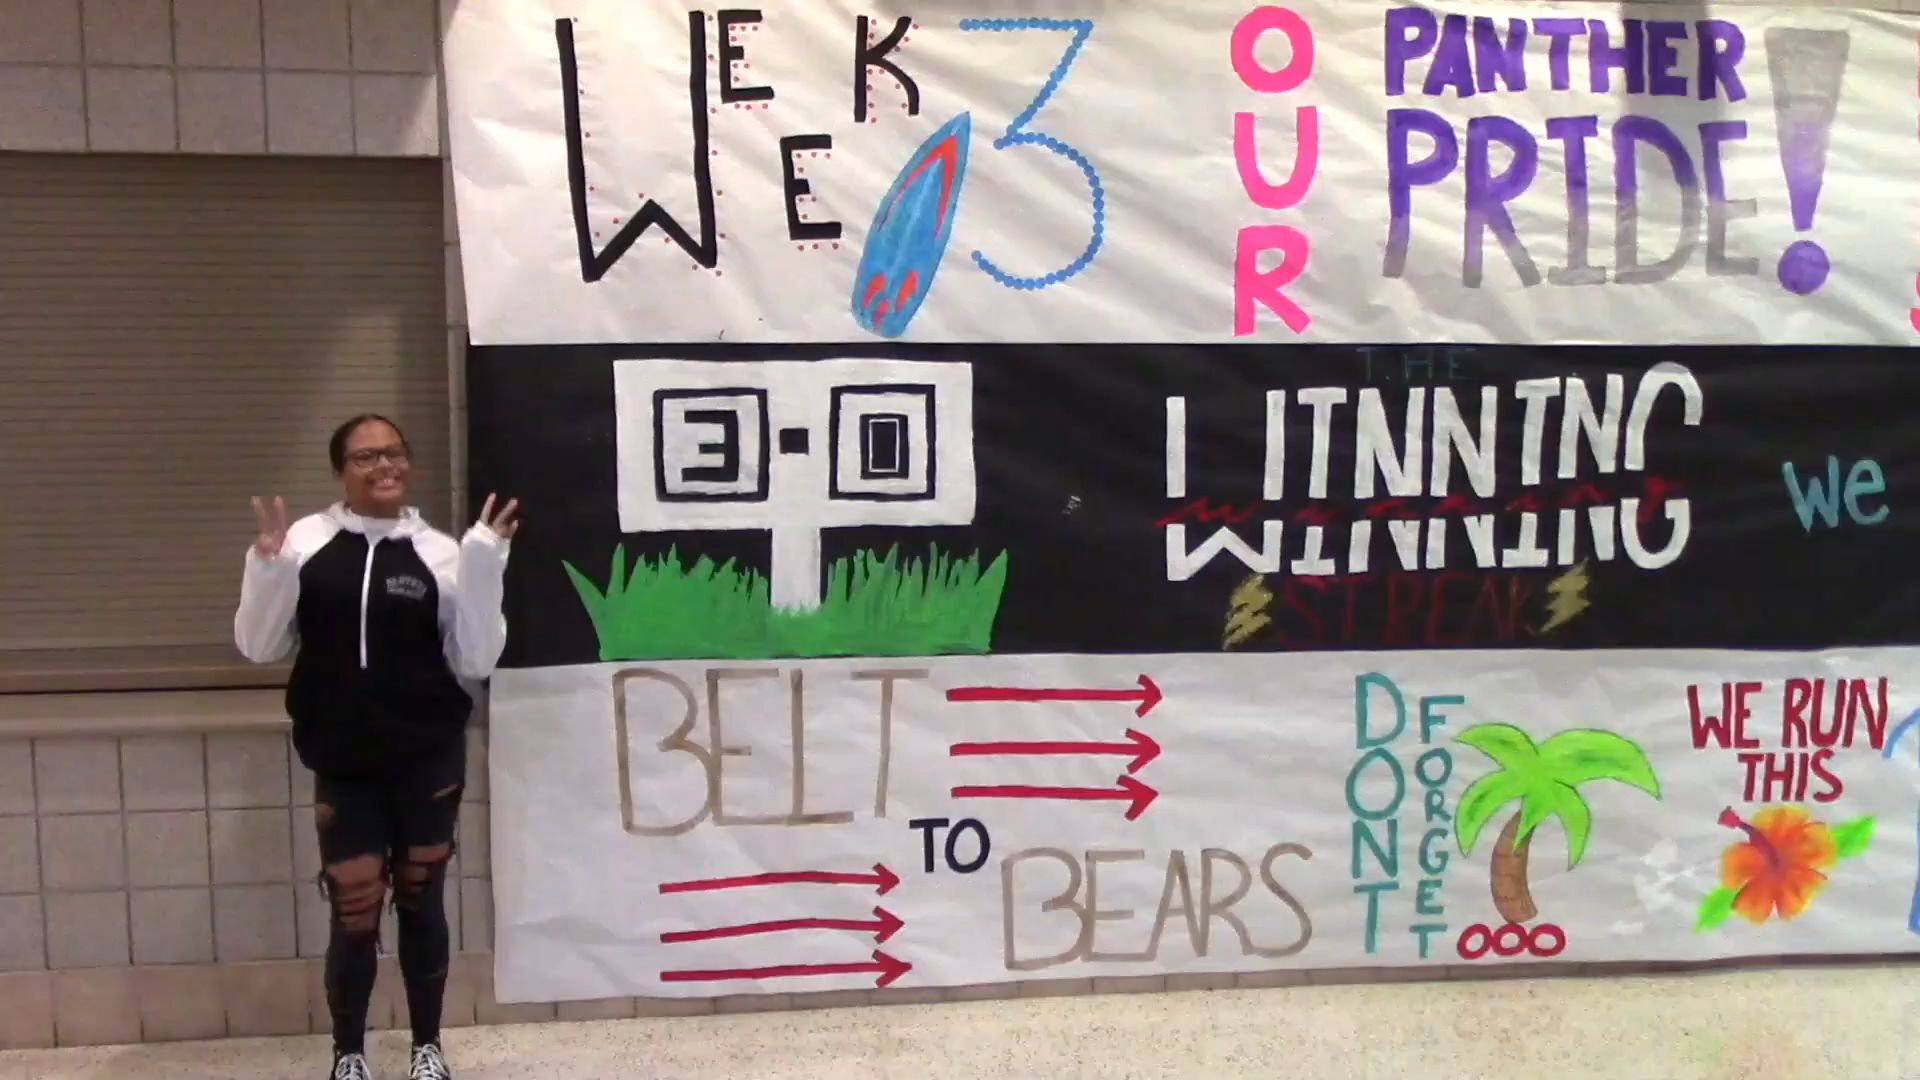 WEEK 3
OUR
PANTHER
PRIDE!
3-0
THE
WINNING
winning
STREAK
We
BELT
TO
BEARS
DONT
FORGET
WE RUN
THIS